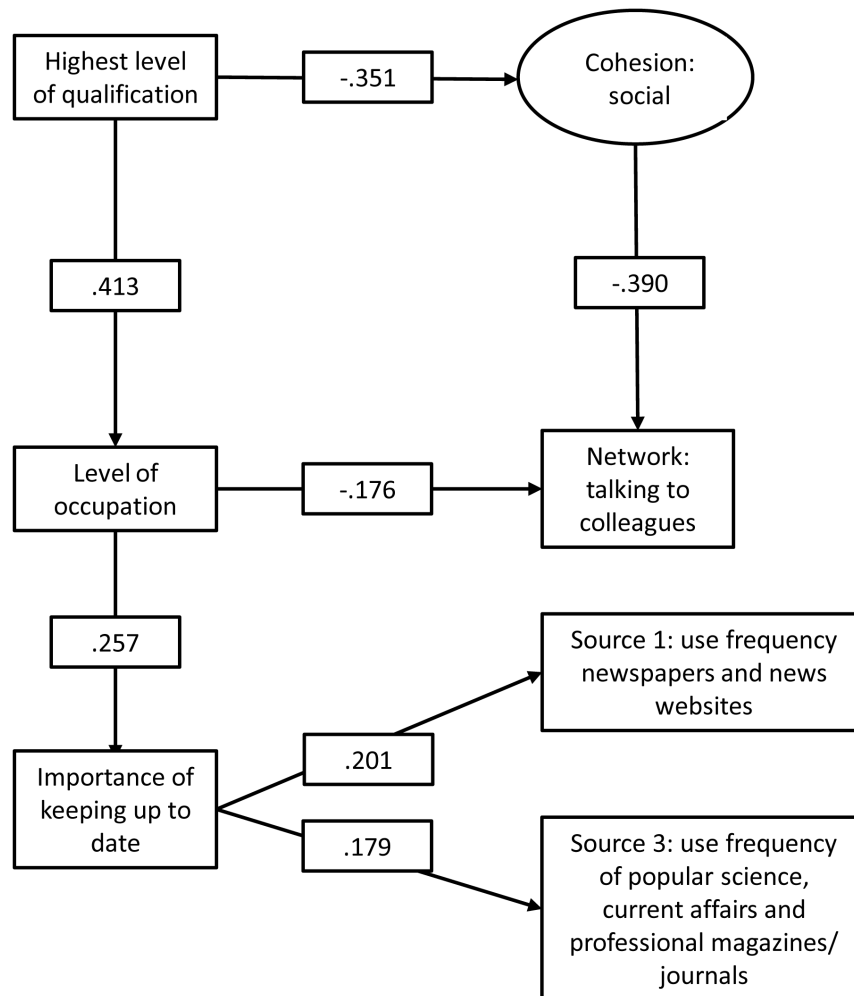 Highest level
of qualification
-.351
Cohesion:
social
.413
-.390
Level of
occupation
-.176
Network:
talking to
colleagues
.257
Source 1: use frequency
newspapers and news
websites
.201
Importance of
keeping up to
date
.179
Source 3: use frequency
of popular science,
current affairs and
professional magazines/
journals